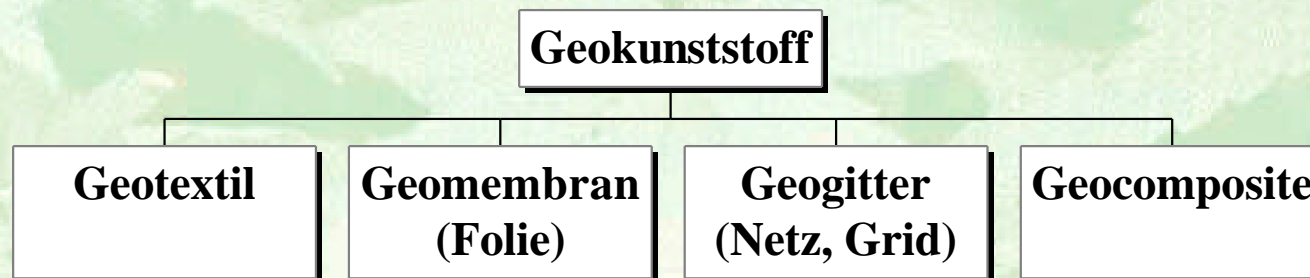 Geokunststoff
Geotextil
Geomembran
(Folie)
Geogitter
(Netz, Grid)
Geocomposite